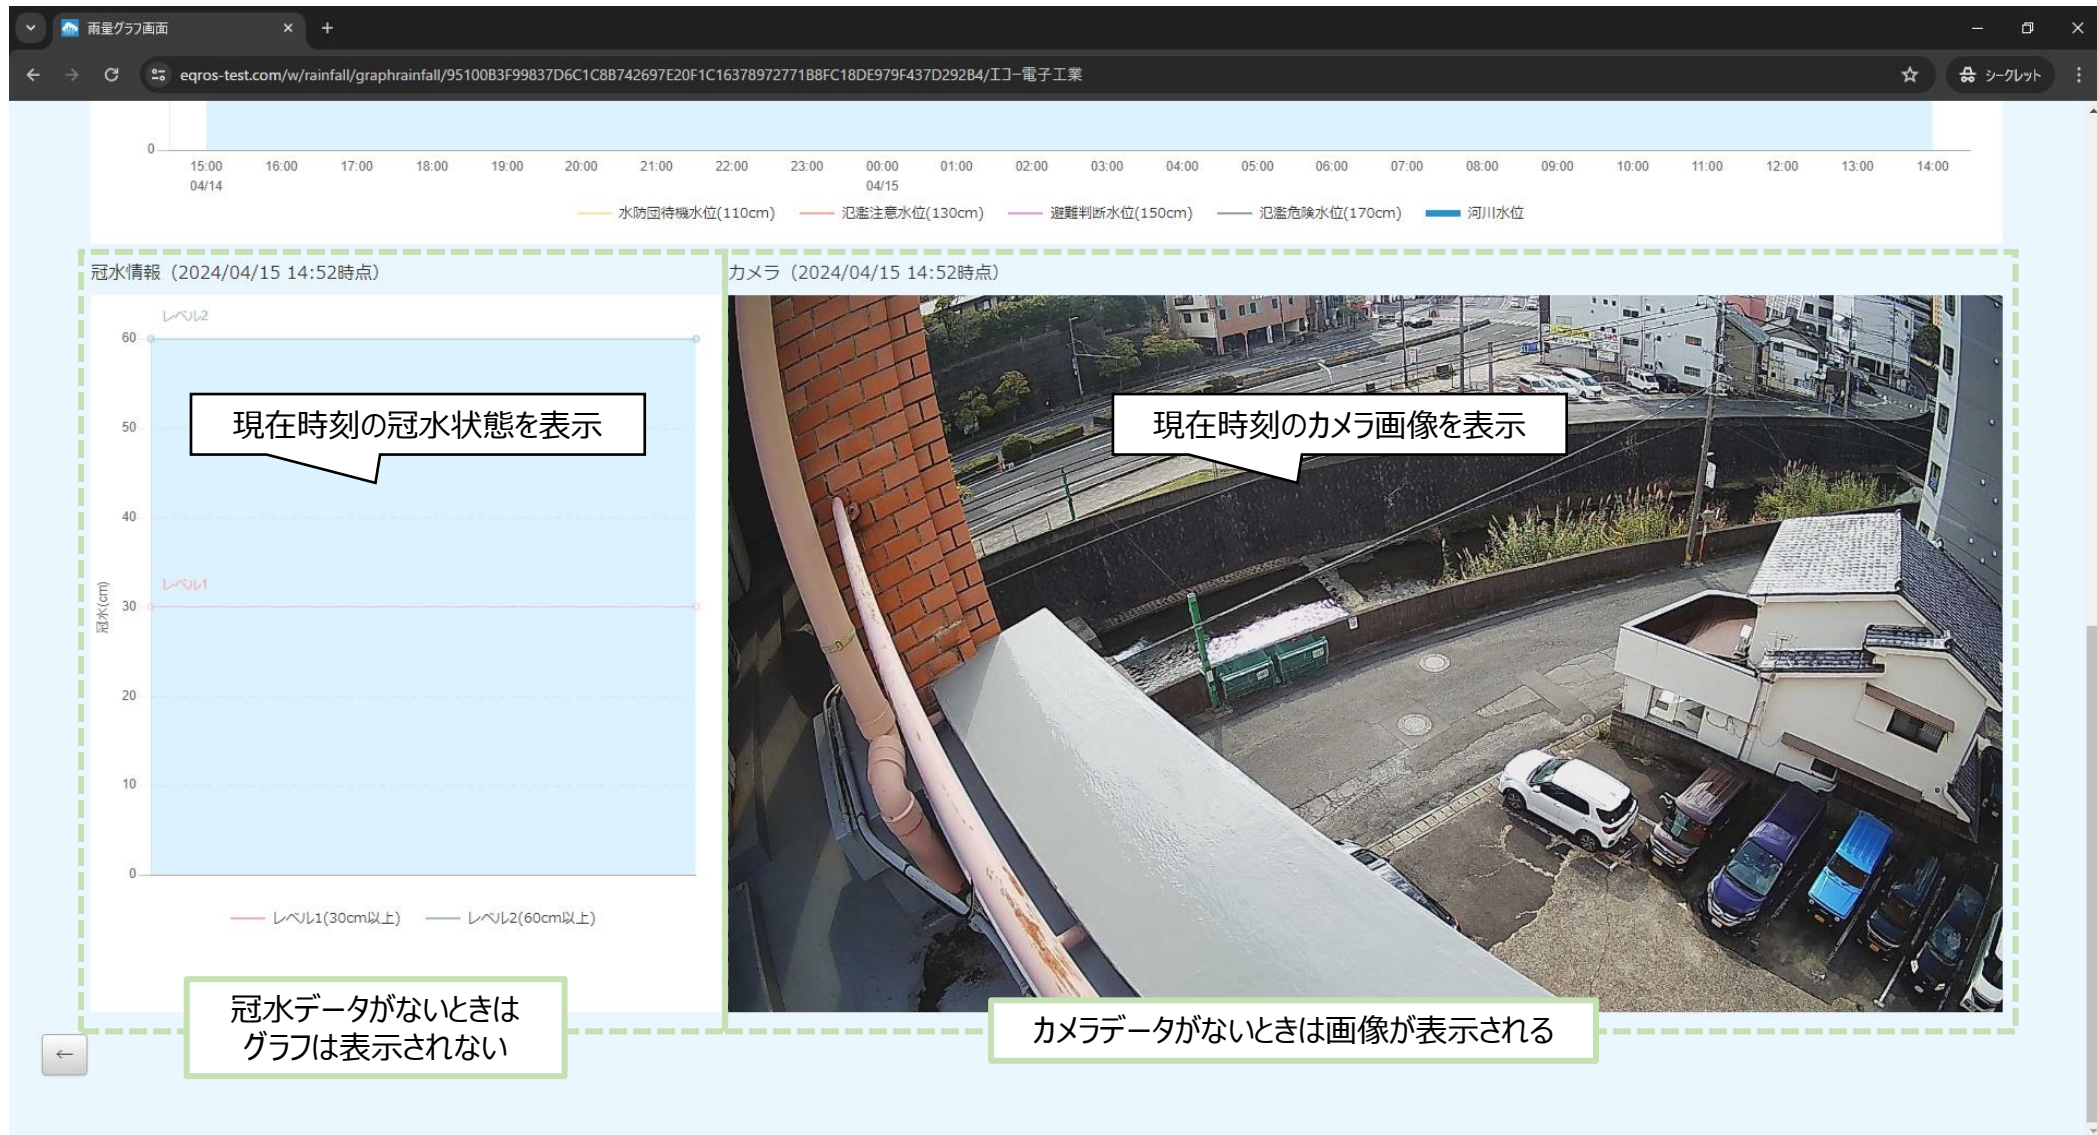 雨量グラフ画面
eqros-test.com/w/rainfall/graphrainfall/95100B3F99837D6C1C8B742697E20F1C16378972771B8FC18DE979F437D292B4/エコー電子工業
シークレット
0
15:00 16:00 17:00 18:00 19:00 20:00 21:00 22:00 23:00 00:00 01:00 02:00 03:00 04:00 05:00 06:00 07:00 08:00 09:00 10:00 11:00 12:00 13:00 14:00
04/14 04/15
水防団待機水位(110cm) 氾濫注意水位(130cm) 避難判断水位(150cm) 氾濫危険水位(170cm) 河川水位
冠水情報（2024/04/15 14:52時点）
レベル2
60
現在時刻の冠水状態を表示
50
40
レベル1
30
冠水(cm)
20
10
0
レベル1(30cm以上) レベル2(60cm以上)
冠水データがないときは
グラフは表示されない
カメラ（2024/04/15 14:52時点）
現在時刻のカメラ画像を表示
カメラデータがないときは画像が表示される
←